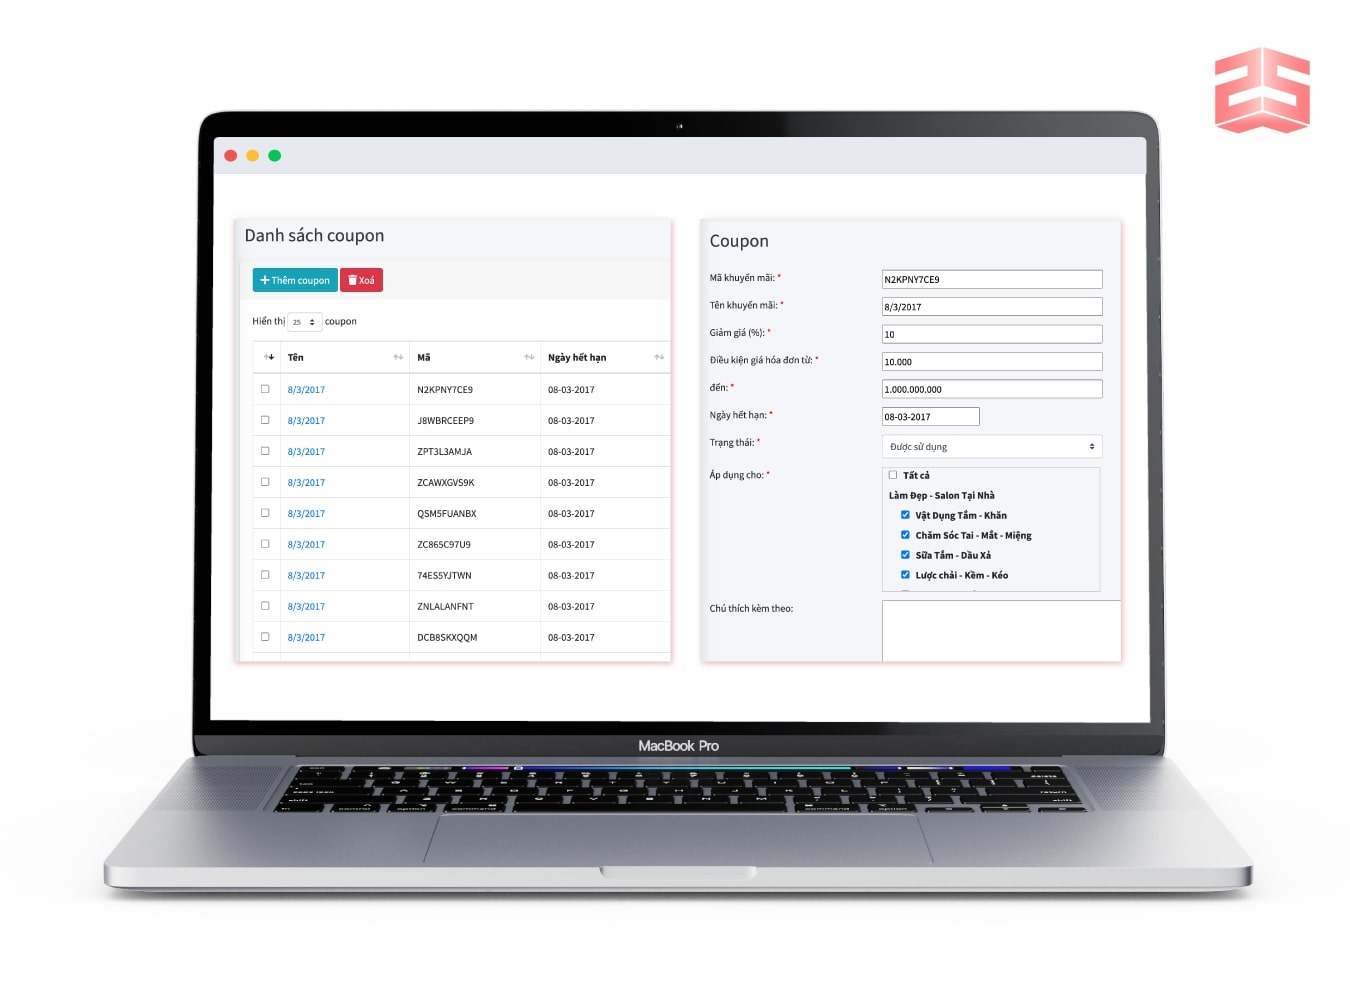 Danh sách coupon
Thêm coupon Xoá
Hiển thị 25 coupon
Tên Mã Ngày hết hạn
8/3/2017 N2KPNY7CE9 08-03-2017
8/3/2017 J8WBRCEEP9 08-03-2017
8/3/2017 ZPT3L3AMJA 08-03-2017
8/3/2017 ZCAWXGVS9K 08-03-2017
8/3/2017 QSM5FUANBX 08-03-2017
8/3/2017 ZC865C97U9 08-03-2017
8/3/2017 74ES5YJTWN 08-03-2017
8/3/2017 ZNLALANFNT 08-03-2017
8/3/2017 DCB8SKXQQM 08-03-2017
Coupon
Mã khuyến mãi: * N2KPNY7CE9
Tên khuyến mãi: * 8/3/2017
Giảm giá (%): * 10
Điều kiện giá hóa đơn từ: * 10.000
đến: * 1.000.000.000
Ngày hết hạn: * 08-03-2017
Trạng thái: * Được sử dụng
Áp dụng cho: * Tất cả
Làm Đẹp - Salon Tại Nhà
Vật Dụng Tắm - Khăn
Chăm Sóc Tai - Mắt - Miệng
Sữa Tắm - Dầu Xả
Lược chải - Kềm - Kéo
Chú thích kèm theo:
MacBook Pro